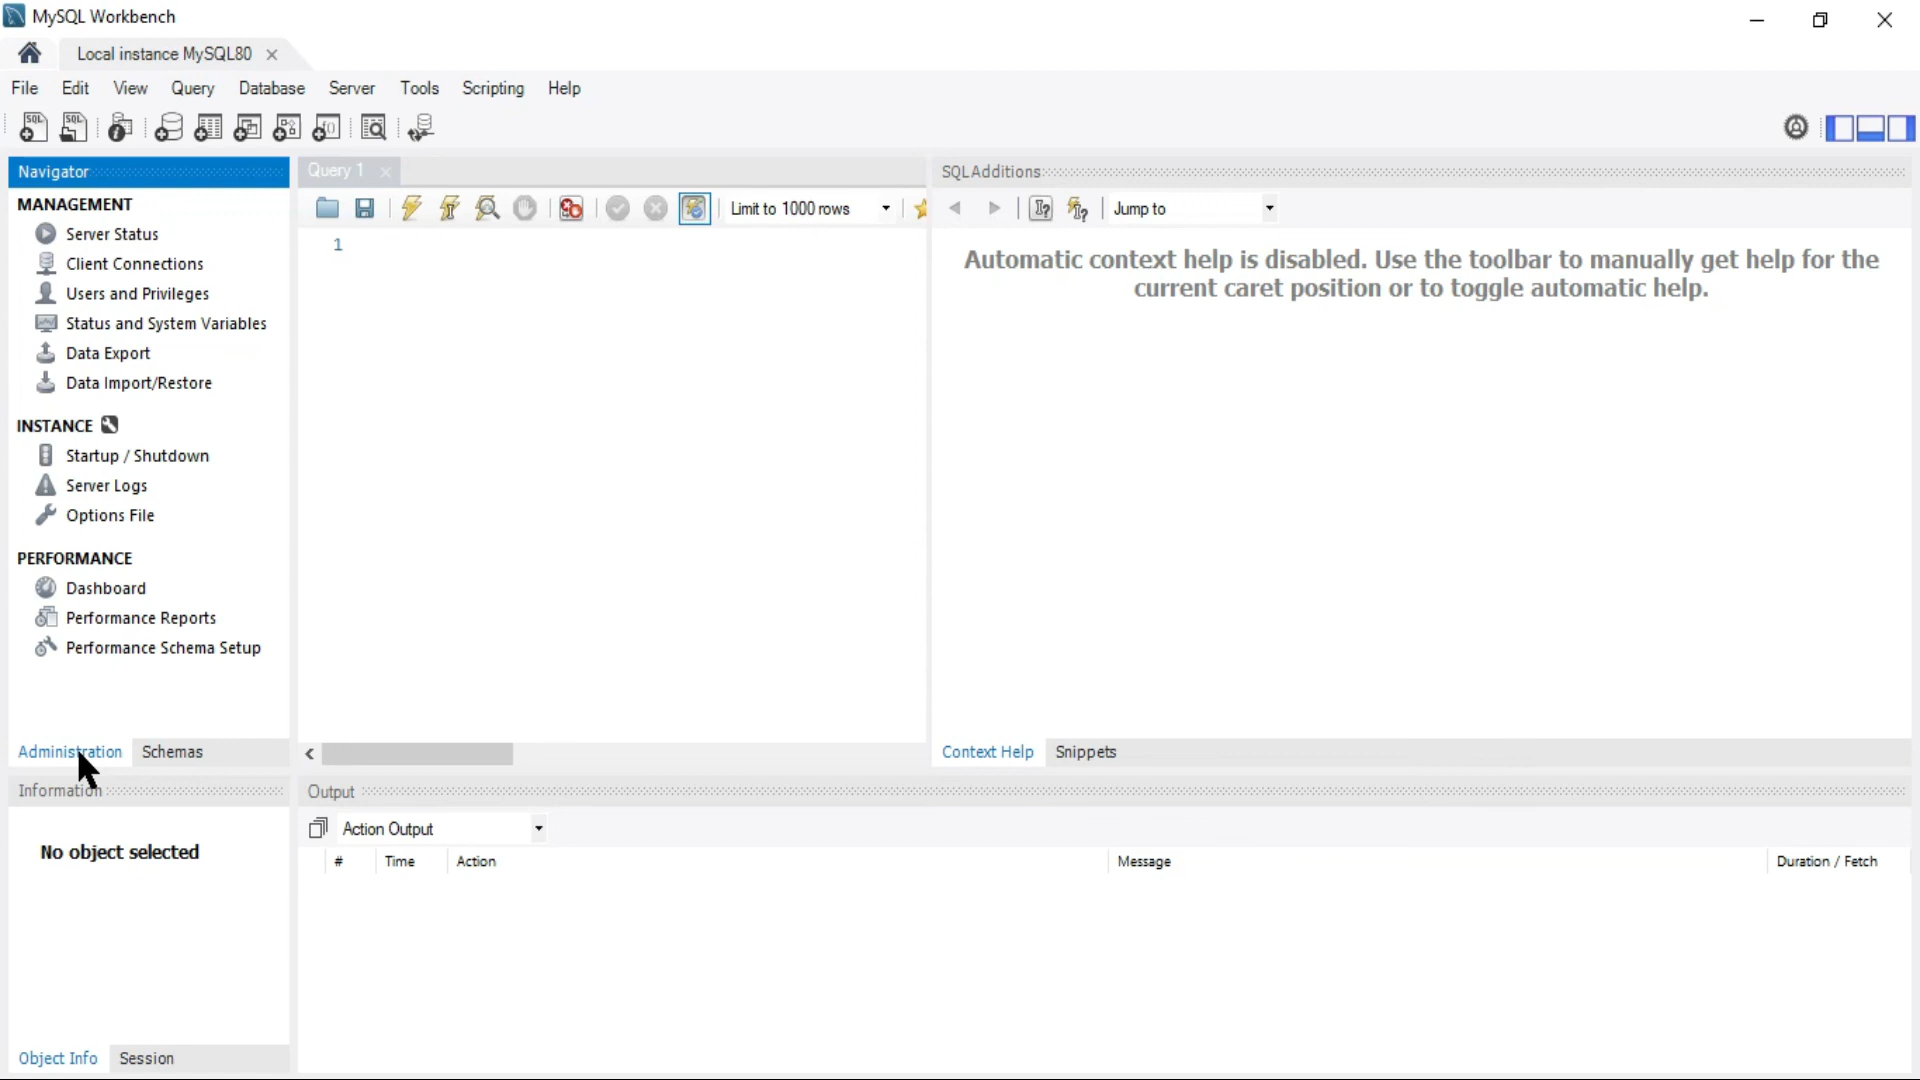 MySQL Workbench
Local instance MySQL80
File Edit View Query Database Server Tools Scripting Help
Navigator
MANAGEMENT
Server Status
Client Connections
Users and Privileges
Status and System Variables
Data Export
Data Import/Restore
INSTANCE
Startup / Shutdown
Server Logs
Options File
PERFORMANCE
Dashboard
Performance Reports
Performance Schema Setup
Administration Schemas
Information
No object selected
Object Info Session
Query 1
Limit to 1000 rows
1
SQLAdditions
Jump to
Automatic context help is disabled. Use the toolbar to manually get help for the
current caret position or to toggle automatic help.
Context Help Snippets
Output
Action Output
# Time Action Message Duration / Fetch